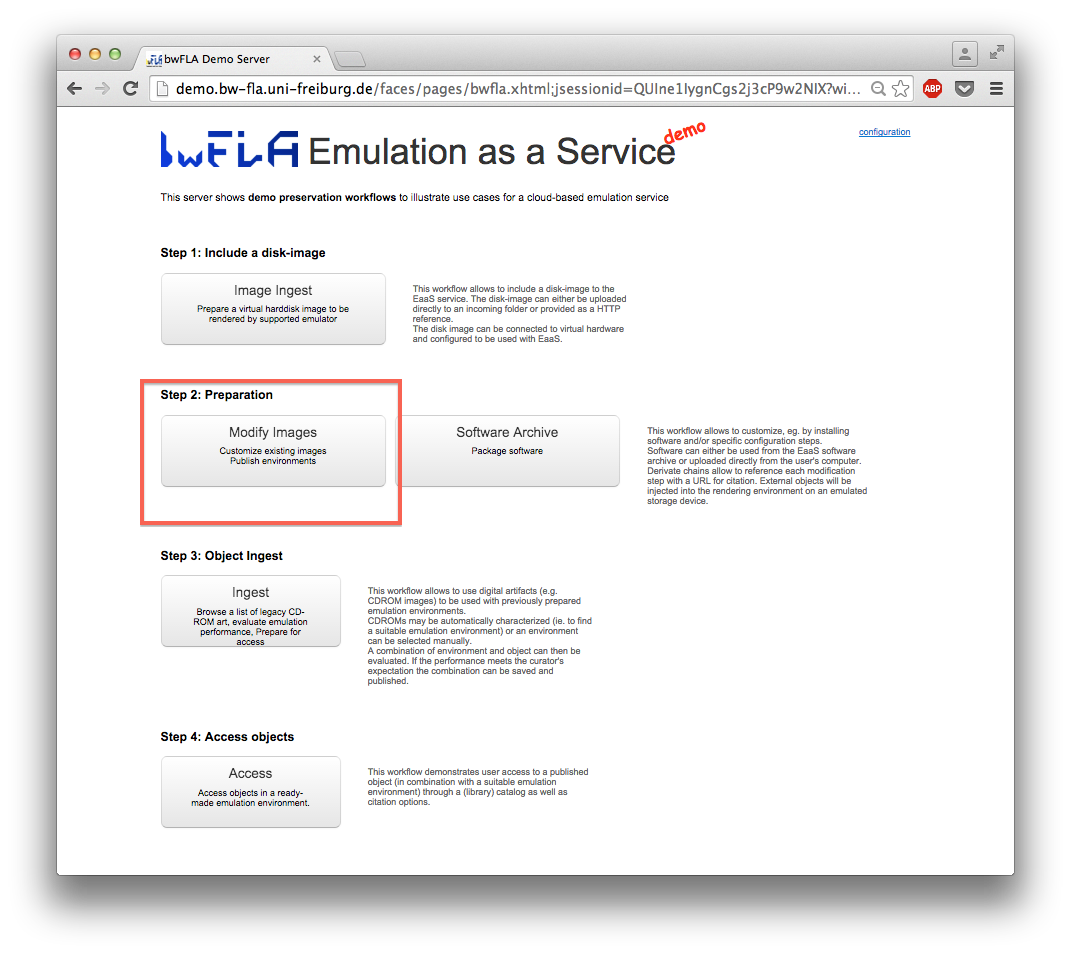 bwFLA Demo Server
demo.bw-fla.uni-freiburg.de/faces/pages/bwfla.xhtml;jsessionid=QUIne1IygnCgs2j3cP9w2NIX?wi...
ABP
bwFLA Emulation as a Service
demo
configuration
This server shows demo preservation workflows to illustrate use cases for a cloud-based emulation service
Step 1: Include a disk-image
Image Ingest
Prepare a virtual harddisk image to be
rendered by supported emulator
This workflow allows to include a disk-image to the
EaaS service. The disk-image can either be uploaded
directly to an incoming folder or provided as a HTTP
reference.
The disk image can be connected to virtual hardware
and configured to be used with EaaS.
Step 2: Preparation
Modify Images
Customize existing images
Publish environments
Software Archive
Package software
This workflow allows to customize, eg. by installing
software and/or specific configuration steps.
Software can either be used from the EaaS software
archive or uploaded directly from the user's computer.
Derivate chains allow to reference each modification
step with a URL for citation. External objects will be
injected into the rendering environment on an emulated
storage device.
Step 3: Object Ingest
Ingest
Browse a list of legacy CD-
ROM art, evaluate emulation
performance, Prepare for
access
This workflow allows to use digital artifacts (e.g.
CDROM images) to be used with previously prepared
emulation environments.
CDROMs may be automatically characterized (ie. to find
a suitable emulation environment) or an environment
can be selected manually.
A combination of environment and object can then be
evaluated. If the performance meets the curator's
expectation the combination can be saved and
published.
Step 4: Access objects
Access
Access objects in a ready-
made emulation environment.
This workflow demonstrates user access to a published
object (in combination with a suitable emulation
environment) through a (library) catalog as well as
citation options.